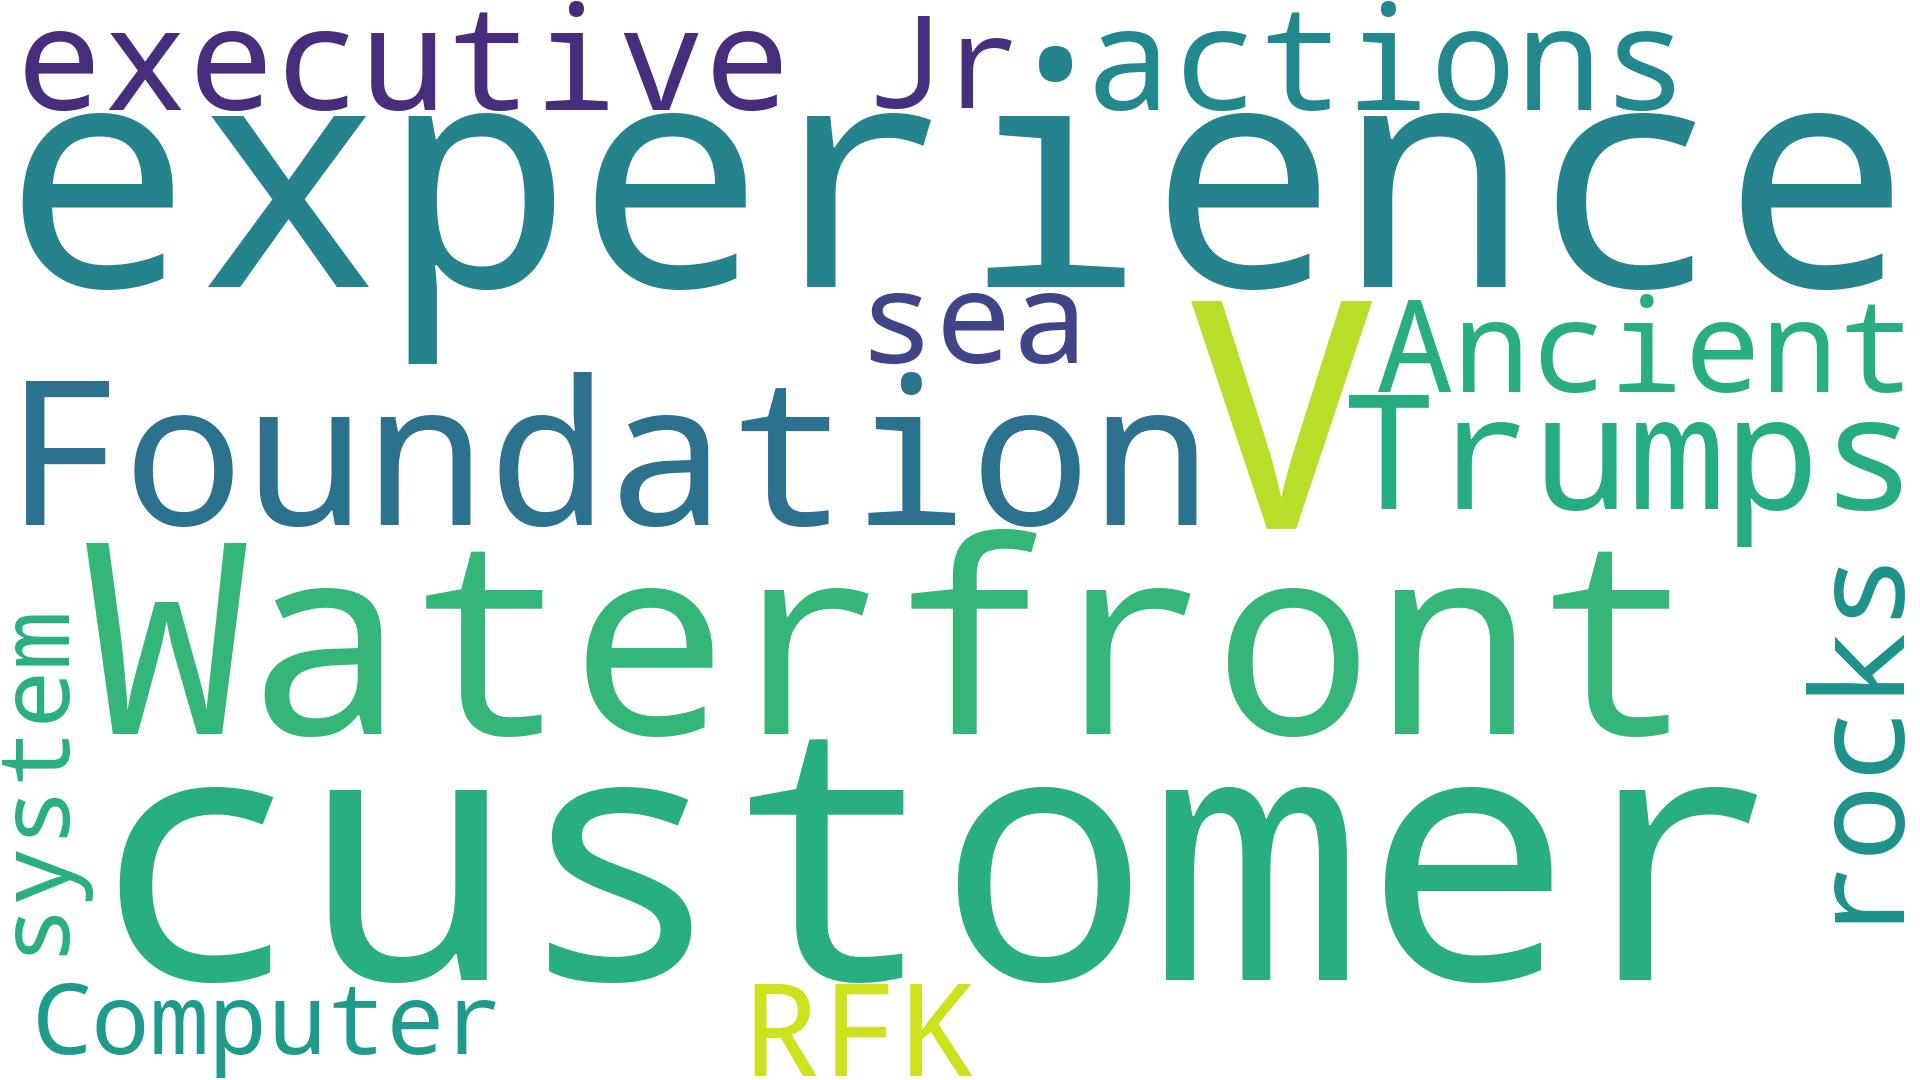 executive Jr • actions
experience
sea
Ancient
Foundation V
Trumps
Waterfront
system
rocks
customer
Computer
RFK